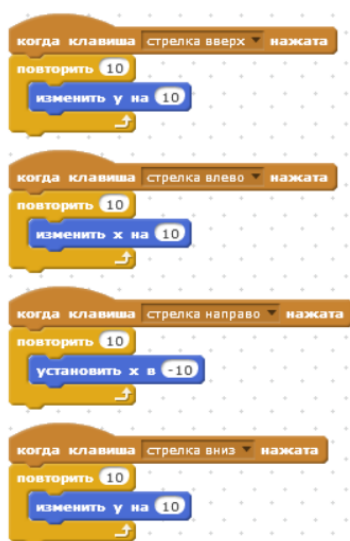 когда клавиша стрелка вверх нажата
повторить 10
изменить y на 10
когда клавиша стрелка влево нажата
повторить 10
изменить x на 10
когда клавиша стрелка направо нажата
повторить 10
установить x в -10
когда клавиша стрелка вниз нажата
повторить 10
изменить y на 10